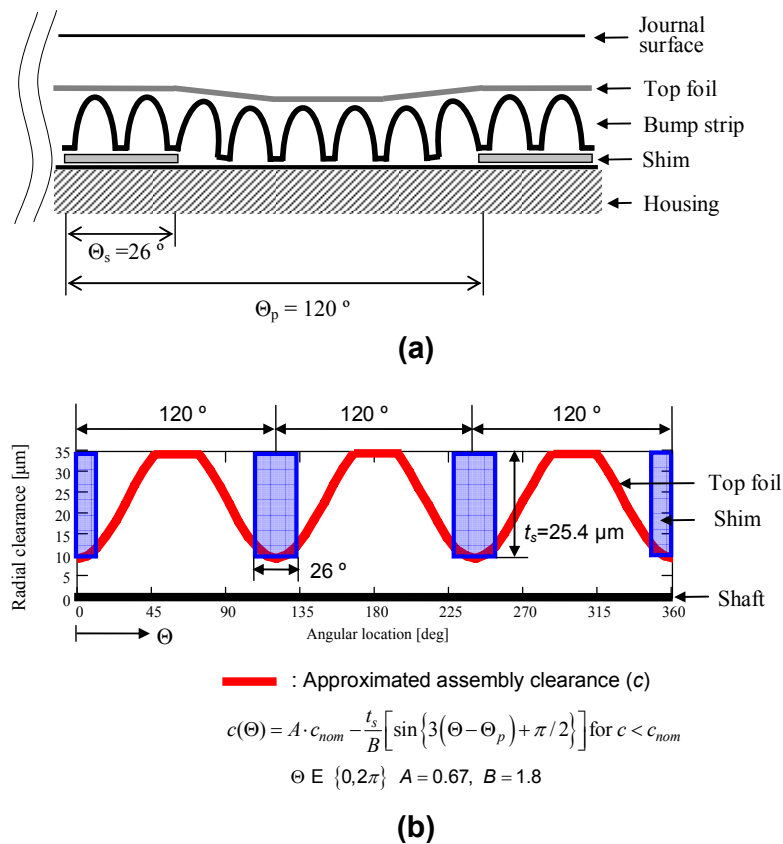 Journal
surface
Top foil
Bump strip
Shim
Housing
Θs =26 º
Θp = 120 º
(a)
120 º 120 º 120 º
Radial clearance [µm]
35
30
25
20
15
10
5
0
Top foil
Shim
ts=25.4 µm
26 º
Shaft
0 45 90 135 180 225 270 315 360
Θ
Angular location [deg]
: Approximated assembly clearance (c)
c(Θ) = A·cnom − ts/B [sin{3(Θ−Θp)+π/2}] for c < cnom
Θ E {0,2π} A = 0.67, B = 1.8
(b)